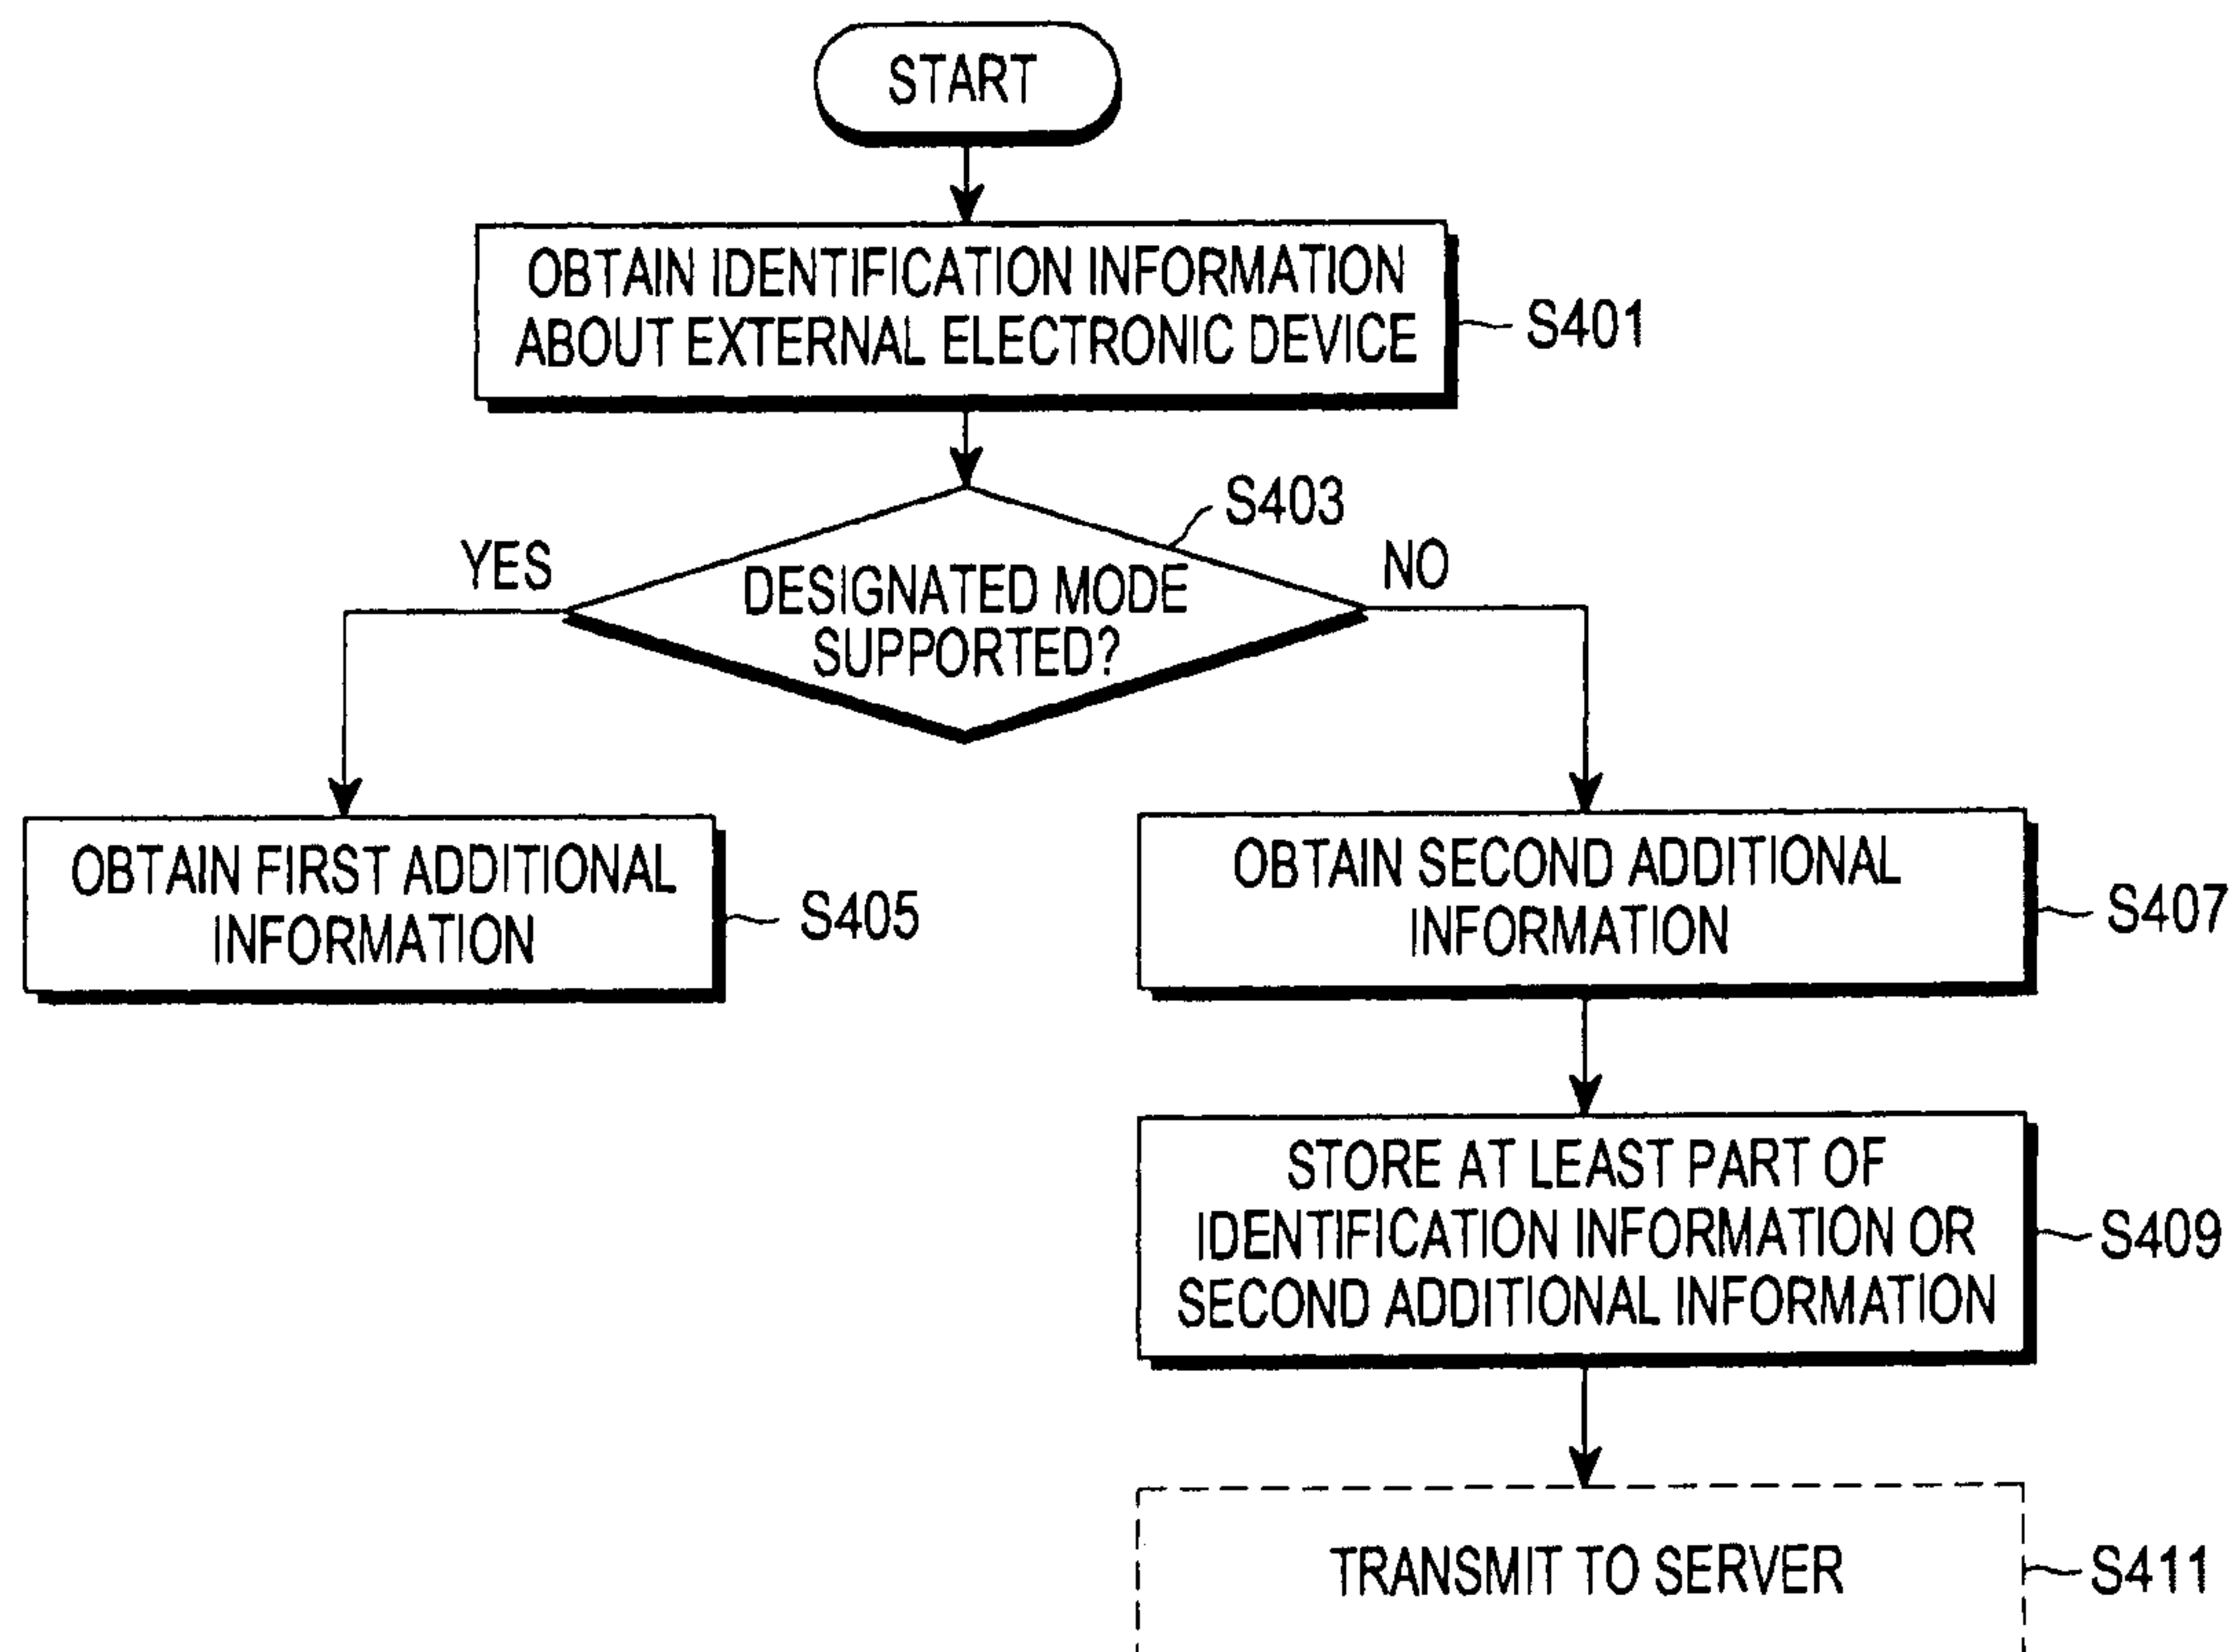 START
OBTAIN IDENTIFICATION INFORMATION
ABOUT EXTERNAL ELECTRONIC DEVICE
S401
S403
YES
NO
DESIGNATED MODE
SUPPORTED?
OBTAIN FIRST ADDITIONAL
INFORMATION
S405
OBTAIN SECOND ADDITIONAL
INFORMATION
S407
STORE AT LEAST PART OF
IDENTIFICATION INFORMATION OR
SECOND ADDITIONAL INFORMATION
S409
TRANSMIT TO SERVER
S411